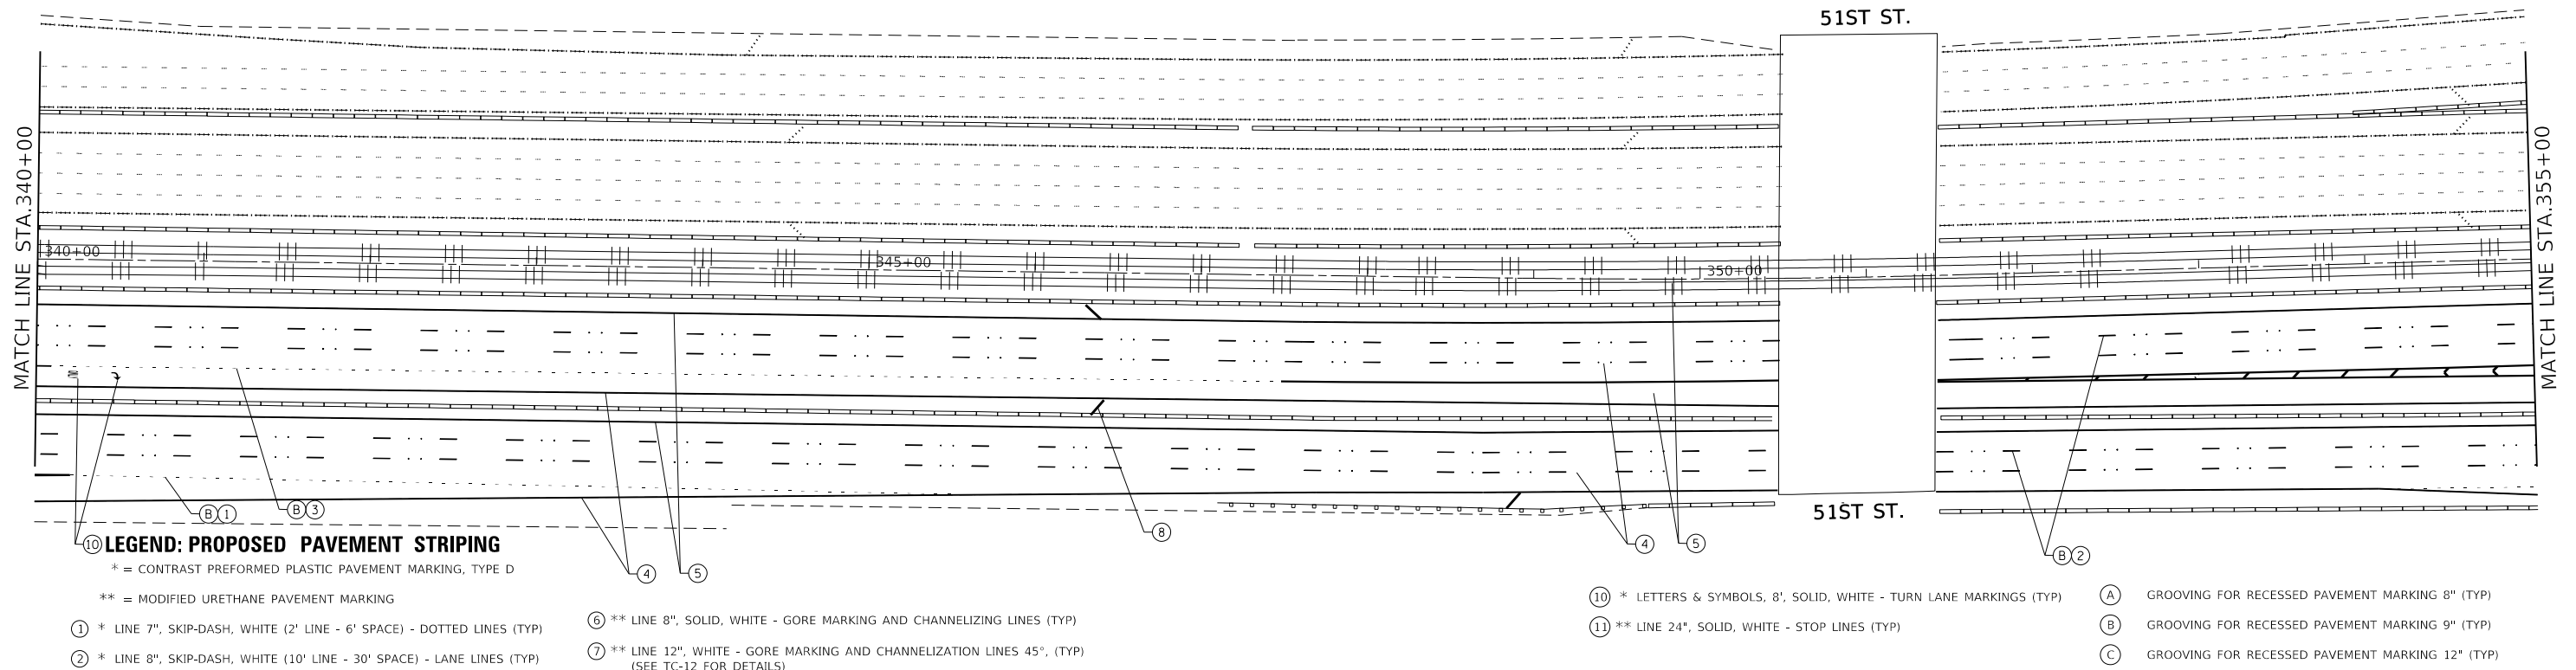 51ST ST.
MATCH LINE STA.340+00
MATCH LINE STA.355+00
340+00
345+00
350+00
51ST ST.
B 1
B 3
8
4
5
B 2
10
4
5
LEGEND: PROPOSED PAVEMENT STRIPING
* = CONTRAST PREFORMED PLASTIC PAVEMENT MARKING, TYPE D
** = MODIFIED URETHANE PAVEMENT MARKING
1 * LINE 7", SKIP-DASH, WHITE (2' LINE - 6' SPACE) - DOTTED LINES (TYP)
2 * LINE 8", SKIP-DASH, WHITE (10' LINE - 30' SPACE) - LANE LINES (TYP)
6 ** LINE 8", SOLID, WHITE - GORE MARKING AND CHANNELIZING LINES (TYP)
7 ** LINE 12", WHITE - GORE MARKING AND CHANNELIZATION LINES 45°, (TYP)
(SEE TC-12 FOR DETAILS)
10 * LETTERS & SYMBOLS, 8', SOLID, WHITE - TURN LANE MARKINGS (TYP)
11 ** LINE 24", SOLID, WHITE - STOP LINES (TYP)
A GROOVING FOR RECESSED PAVEMENT MARKING 8" (TYP)
B GROOVING FOR RECESSED PAVEMENT MARKING 9" (TYP)
C GROOVING FOR RECESSED PAVEMENT MARKING 12" (TYP)